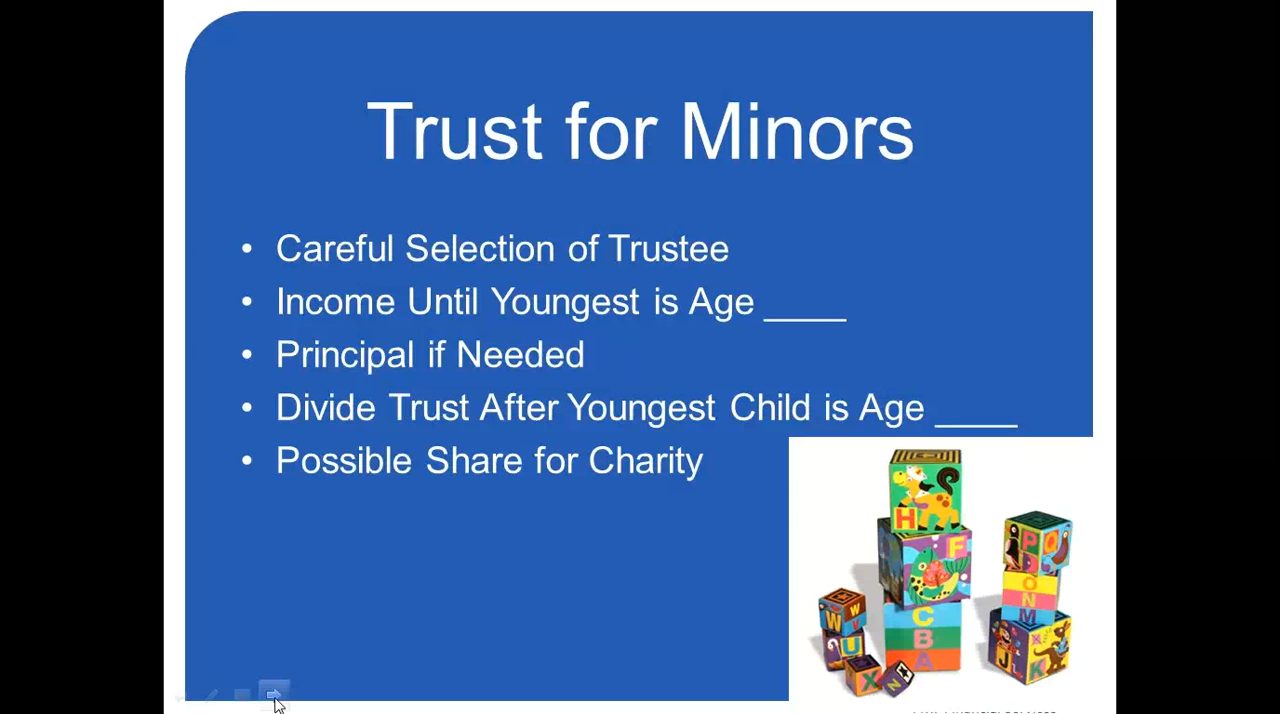 Trust for Minors
• Careful Selection of Trustee
• Income Until Youngest is Age ____
• Principal if Needed
• Divide Trust After Youngest Child is Age ____
• Possible Share for Charity
H
F
P Q
O
N
M
W W
U
C
B
A
J K
X
Z